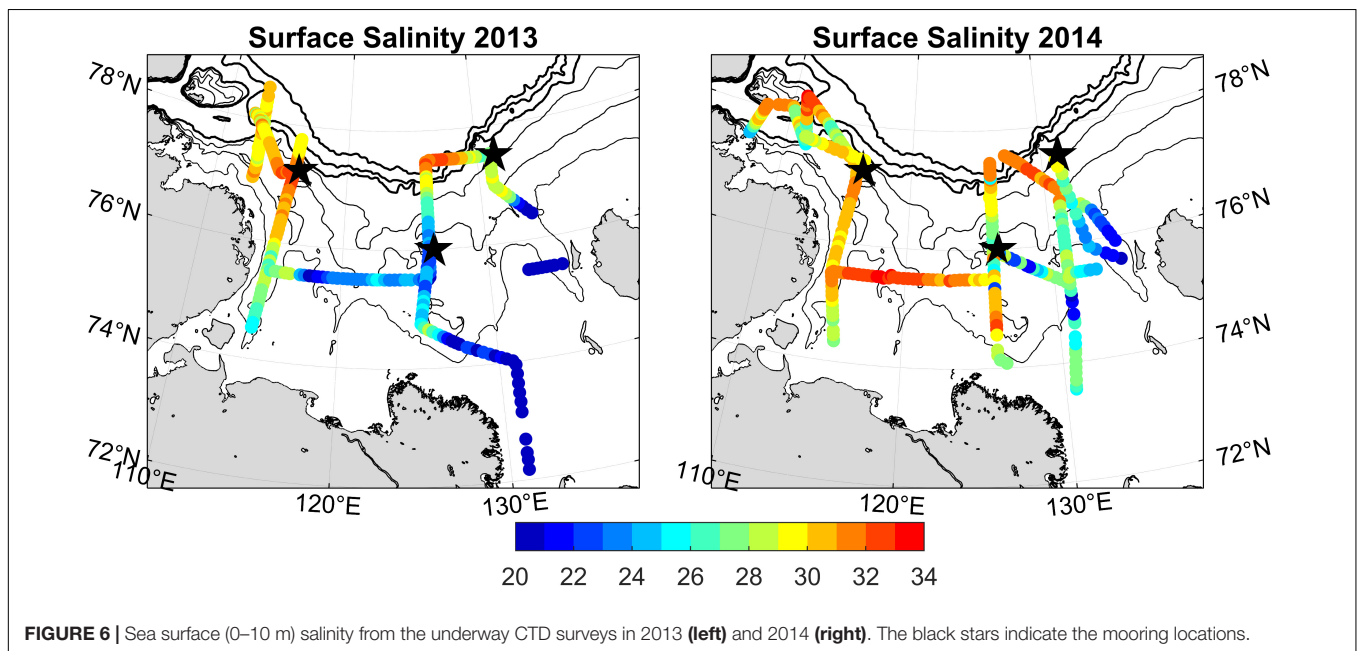 Surface Salinity 2013
Surface Salinity 2014
78°N
76°N
74°N
72°N
110°E
120°E
130°E
78°N
76°N
74°N
72°N
110°E
120°E
130°E
20 22 24 26 28 30 32 34
FIGURE 6 | Sea surface (0–10 m) salinity from the underway CTD surveys in 2013 (left) and 2014 (right). The black stars indicate the mooring locations.